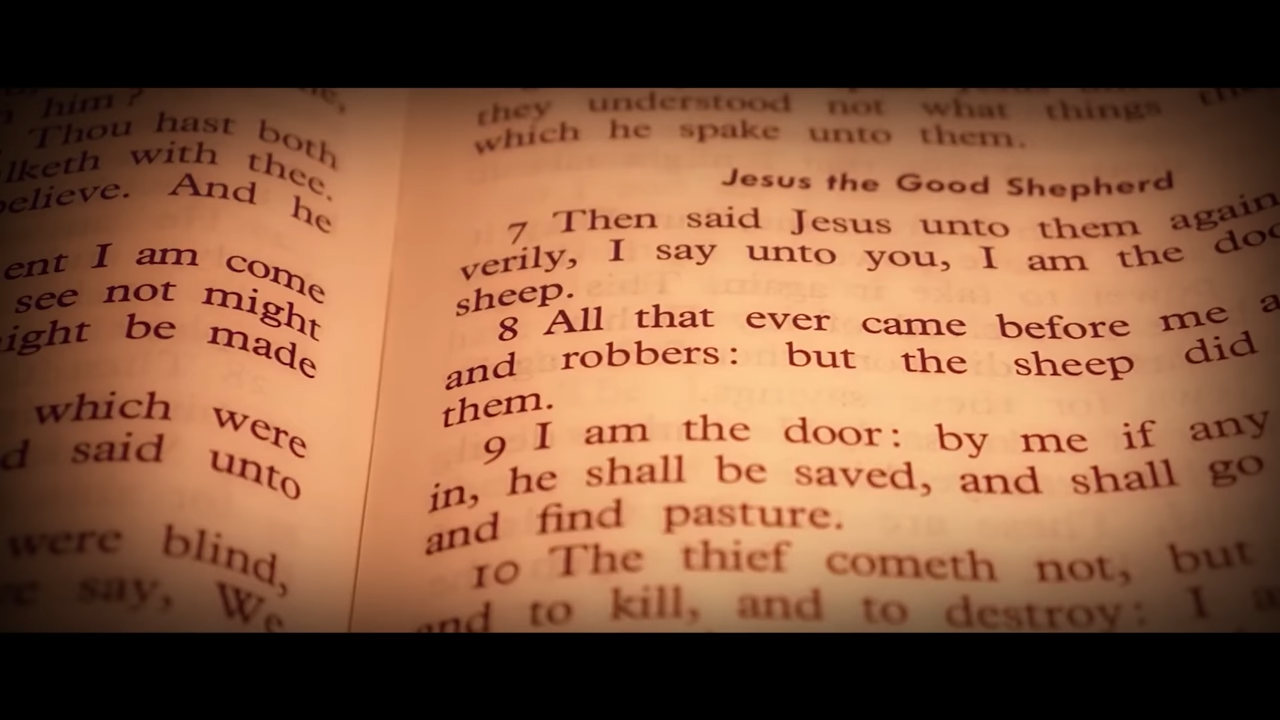 him?
Thou hast both
lketh with thee.
elieve. And he
ent I am come
see not might
ight be made
which were
d said unto
were blind,
say, We
they understood not what things
which he spake unto them.
Jesus the Good Shepherd
7 Then said Jesus unto them again
verily, I say unto you, I am the doo
sheep.
8 All that ever came before me a
and robbers: but the sheep did
them.
9 I am the door: by me if any
in, he shall be saved, and shall go
and find pasture.
10 The thief cometh not, but
and to kill, and to destroy: I a